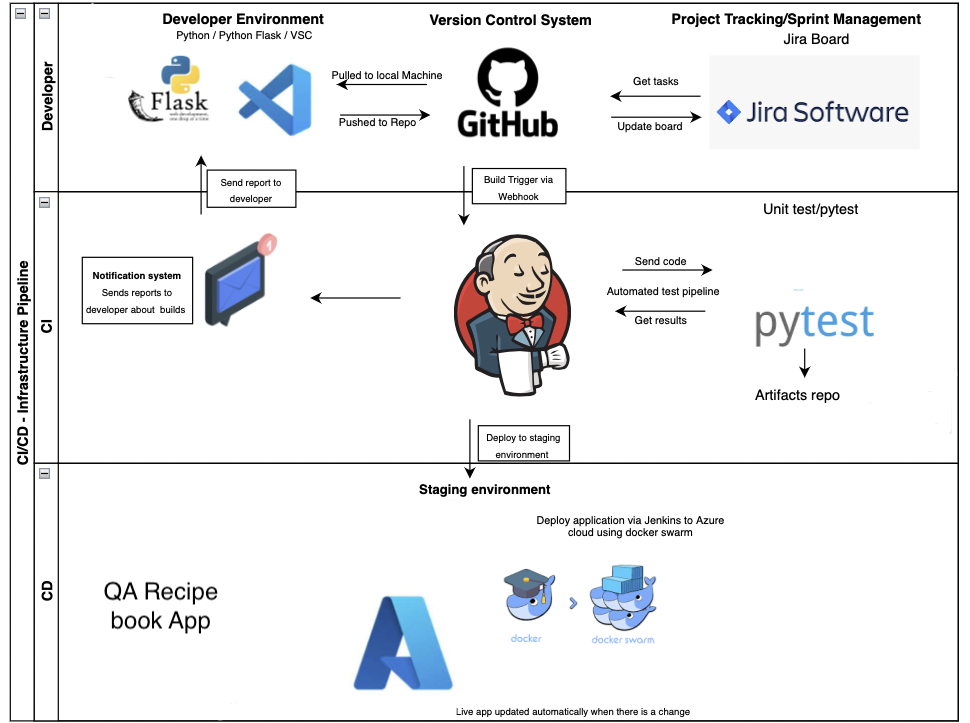 CI/CD - Infrastructure Pipeline
Developer
Developer Environment
Python / Python Flask / VSC
Version Control System
Project Tracking/Sprint Management
Jira Board
Flask
web development,
one drop at a time
Pulled to local Machine
Pushed to Repo
GitHub
Get tasks
Update board
Jira Software
Send report to
developer
Build Trigger via
Webhook
CI
Notification system
Sends reports to
developer about builds
1
Unit test/pytest
Send code
Automated test pipeline
Get results
pytest
Artifacts repo
Deploy to staging
environment
CD
Staging environment
Deploy application via Jenkins to Azure
cloud using docker swarm
QA Recipe
book App
docker
docker swarm
Live app updated automatically when there is a change